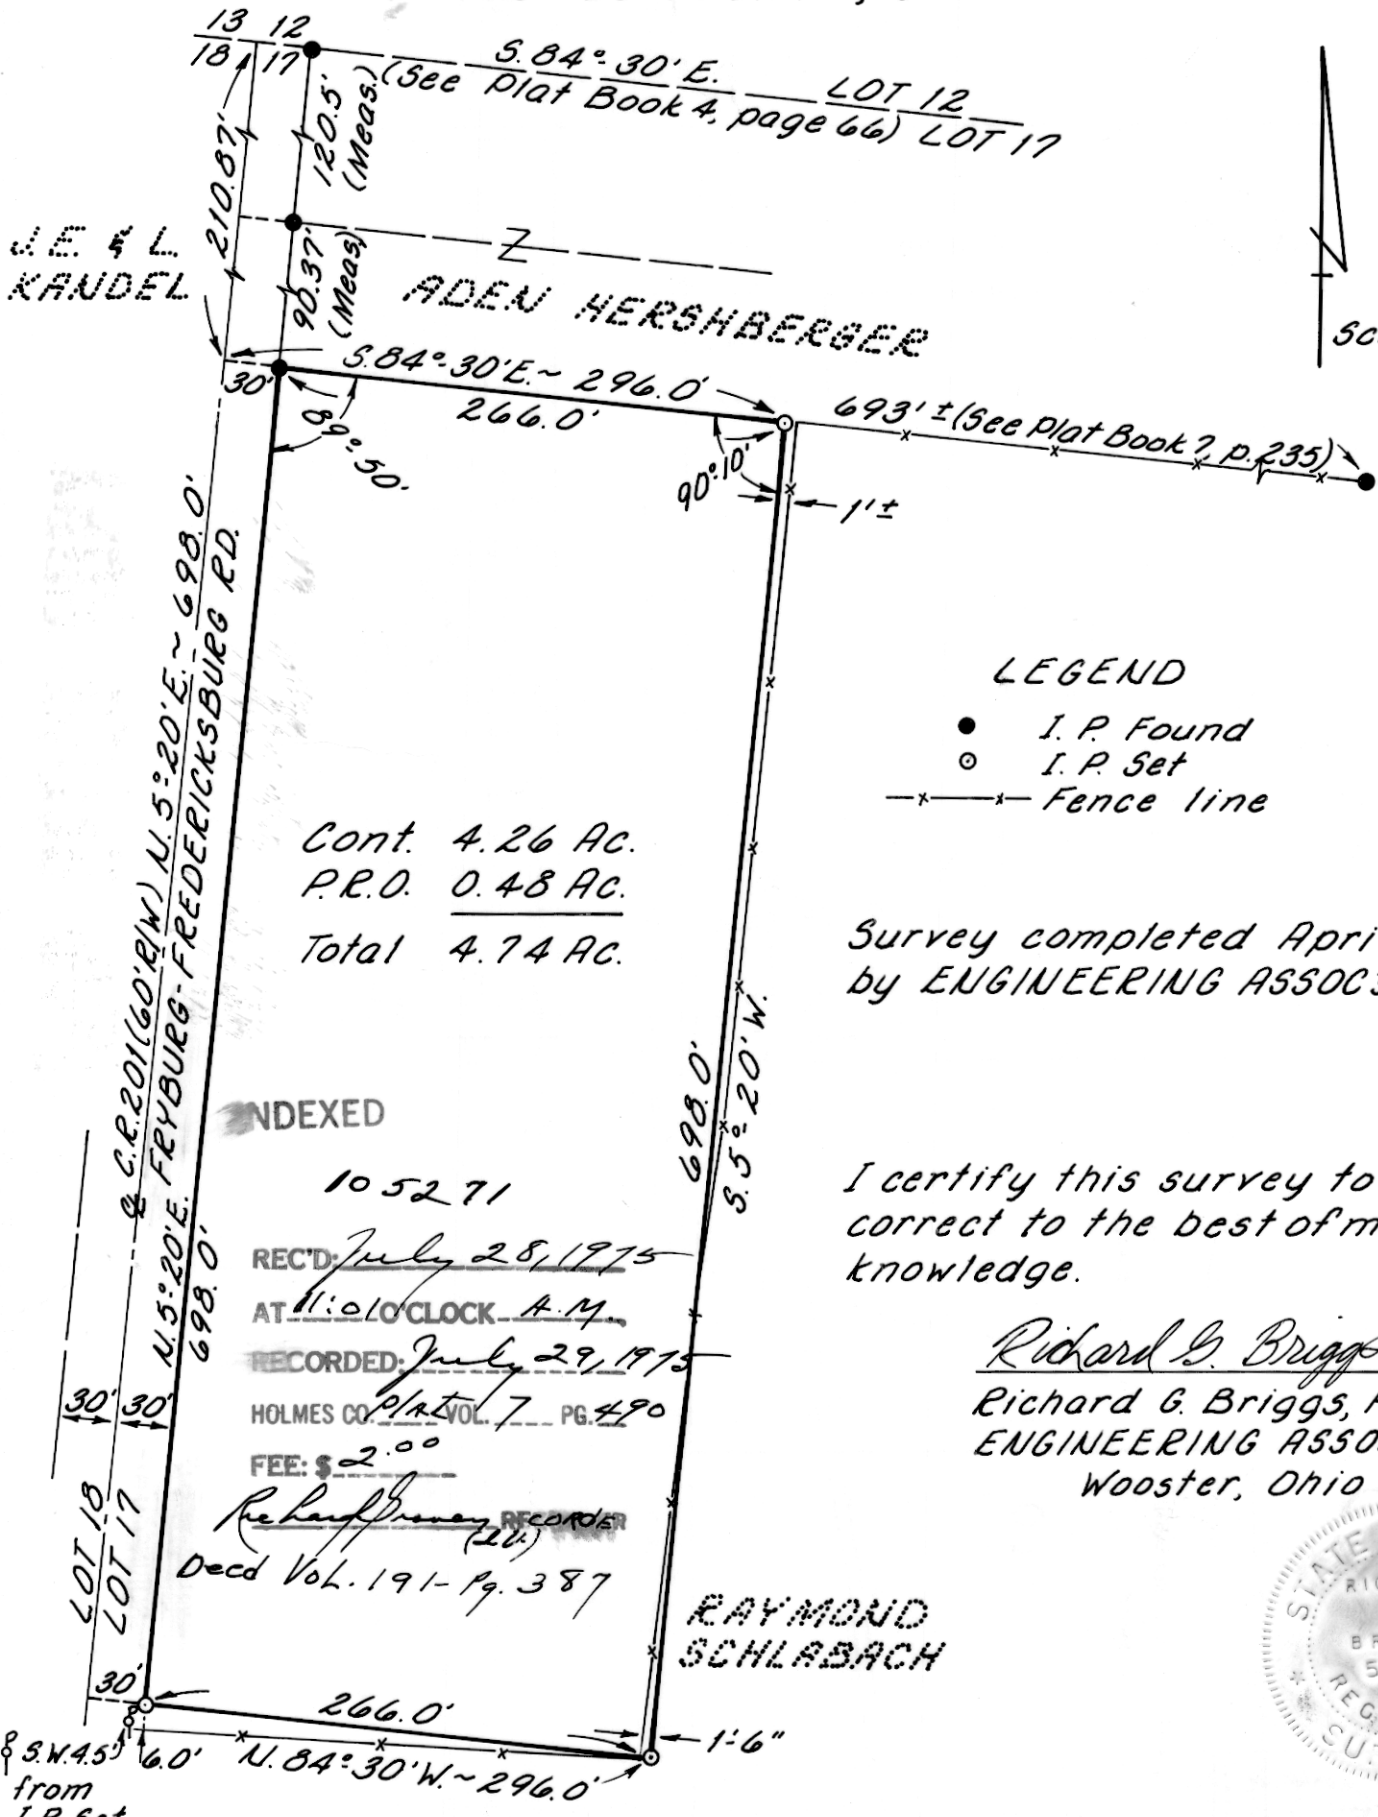 13 12
18 17
S. 84°-30' E.
(See Plat Book 4, page 66)
LOT 12
LOT 17
120.5'
(Meas.)
210.87'
J.E. & L.
KANDEL
90.37'
(Meas)
Z
ADEN HERSHBERGER
S. 84°-30' E. ~ 296.0'
30'
266.0'
89°-50'
90°-10'
693' ± (See Plat Book 7, p. 235)
1' ±
LEGEND
I. P. Found
I. P. Set
Fence line
Cont. 4.26 Ac.
P.R.O. 0.48 Ac.
Total 4.74 Ac.
℄ C.R. 201 (60' R/W) N. 5°-20' E. ~ 698.0'
FRYBURG-FREDERICKSBURG RD.
N. 5°-20' E.
698.0'
698.0'
S. 5°-20' W.
Survey completed Apri
by ENGINEERING ASSOCS
I certify this survey to
correct to the best of m
knowledge.
Richard G. Briggs
Richard G. Briggs,
ENGINEERING ASSO
Wooster, Ohio
NDEXED
105271
REC'D: July 28, 1975
AT 11:01 O'CLOCK A.M.
RECORDED: July 29, 1975
HOLMES CO. Plat VOL. 7 PG. 490
FEE: $ 2.00
Richard RECORDER
Deed Vol. 191 - Pg. 387
30' 30'
LOT 18
LOT 17
RAYMOND
SCHLABACH
30'
266.0'
1'-6"
S.W. 4.5'
6.0'
N. 84°-30' W. ~ 296.0'
from
I.P. Set
STATE
REG
SU